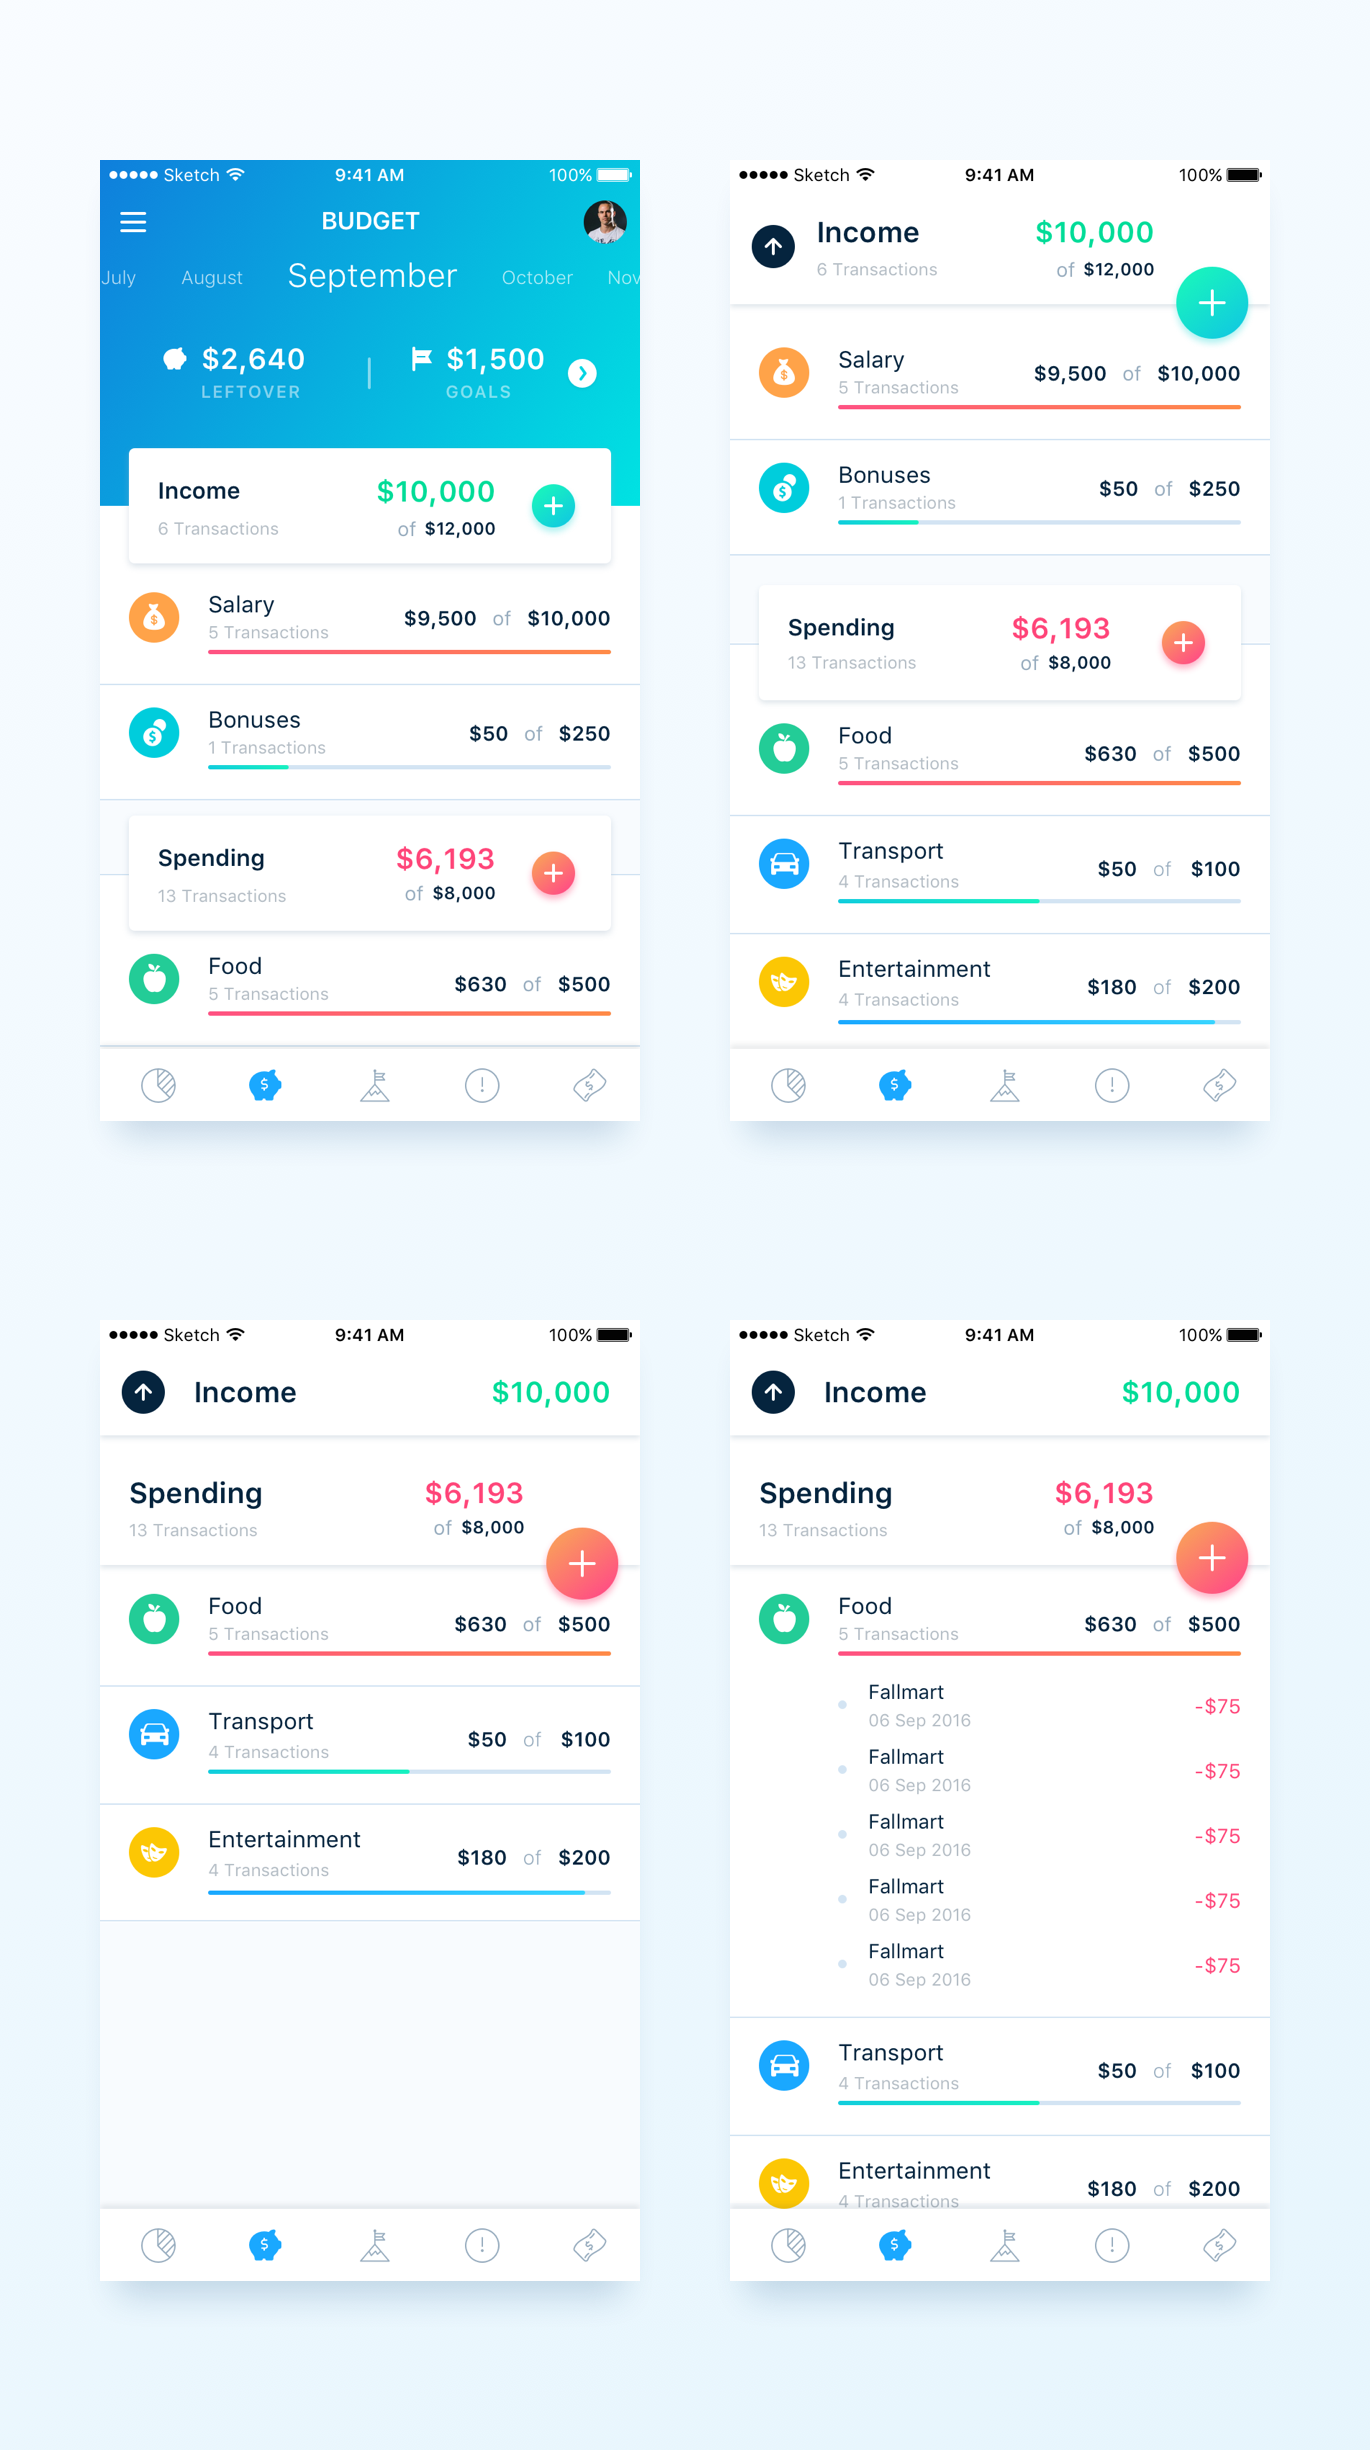 Sketch 9:41 AM 100%
BUDGET
July August September October Nov
$2,640 $1,500
LEFTOVER GOALS
Income $10,000
6 Transactions of $12,000
Salary
$9,500 of $10,000
5 Transactions
Bonuses
$50 of $250
1 Transactions
Spending $6,193
13 Transactions of $8,000
Food
$630 of $500
5 Transactions
Sketch 9:41 AM 100%
Income $10,000
6 Transactions of $12,000
Salary
$9,500 of $10,000
5 Transactions
Bonuses
$50 of $250
1 Transactions
Spending $6,193
13 Transactions of $8,000
Food
$630 of $500
5 Transactions
Transport
$50 of $100
4 Transactions
Entertainment
$180 of $200
4 Transactions
Sketch 9:41 AM 100%
Income $10,000
Spending $6,193
13 Transactions of $8,000
Food
$630 of $500
5 Transactions
Transport
$50 of $100
4 Transactions
Entertainment
$180 of $200
4 Transactions
Sketch 9:41 AM 100%
Income $10,000
Spending $6,193
13 Transactions of $8,000
Food
$630 of $500
5 Transactions
Fallmart
-$75
06 Sep 2016
Fallmart
-$75
06 Sep 2016
Fallmart
-$75
06 Sep 2016
Fallmart
-$75
06 Sep 2016
Fallmart
-$75
06 Sep 2016
Transport
$50 of $100
4 Transactions
Entertainment
$180 of $200
4 Transactions